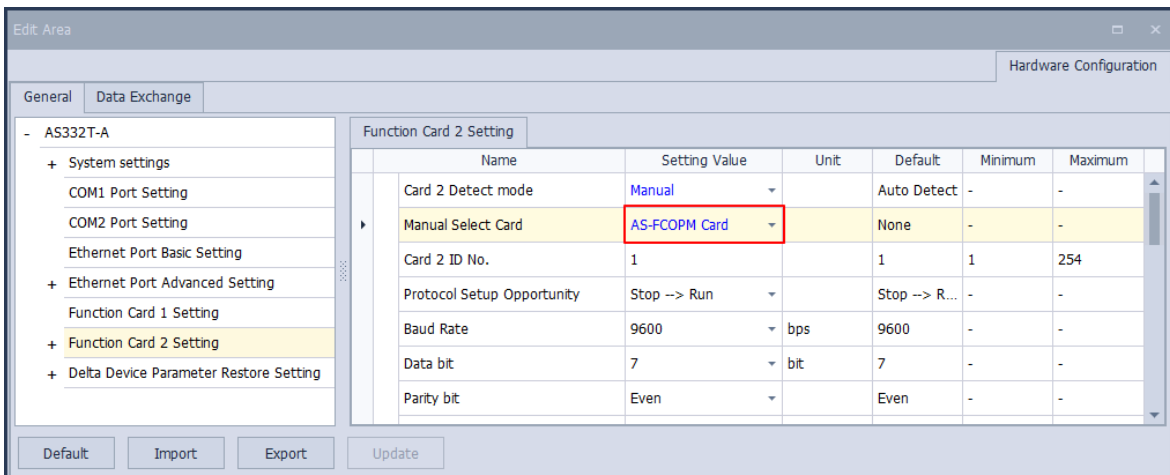 Edit Area
Hardware Configuration
General Data Exchange
- AS332T-A
+ System settings
COM1 Port Setting
COM2 Port Setting
Ethernet Port Basic Setting
+ Ethernet Port Advanced Setting
Function Card 1 Setting
+ Function Card 2 Setting
+ Delta Device Parameter Restore Setting
Function Card 2 Setting
Name Setting Value Unit Default Minimum Maximum
Card 2 Detect mode Manual Auto Detect - -
Manual Select Card AS-FCOPM Card None - -
Card 2 ID No. 1 1 1 254
Protocol Setup Opportunity Stop --> Run Stop --> R... - -
Baud Rate 9600 bps 9600 - -
Data bit 7 bit 7 - -
Parity bit Even Even - -
Default Import Export Update